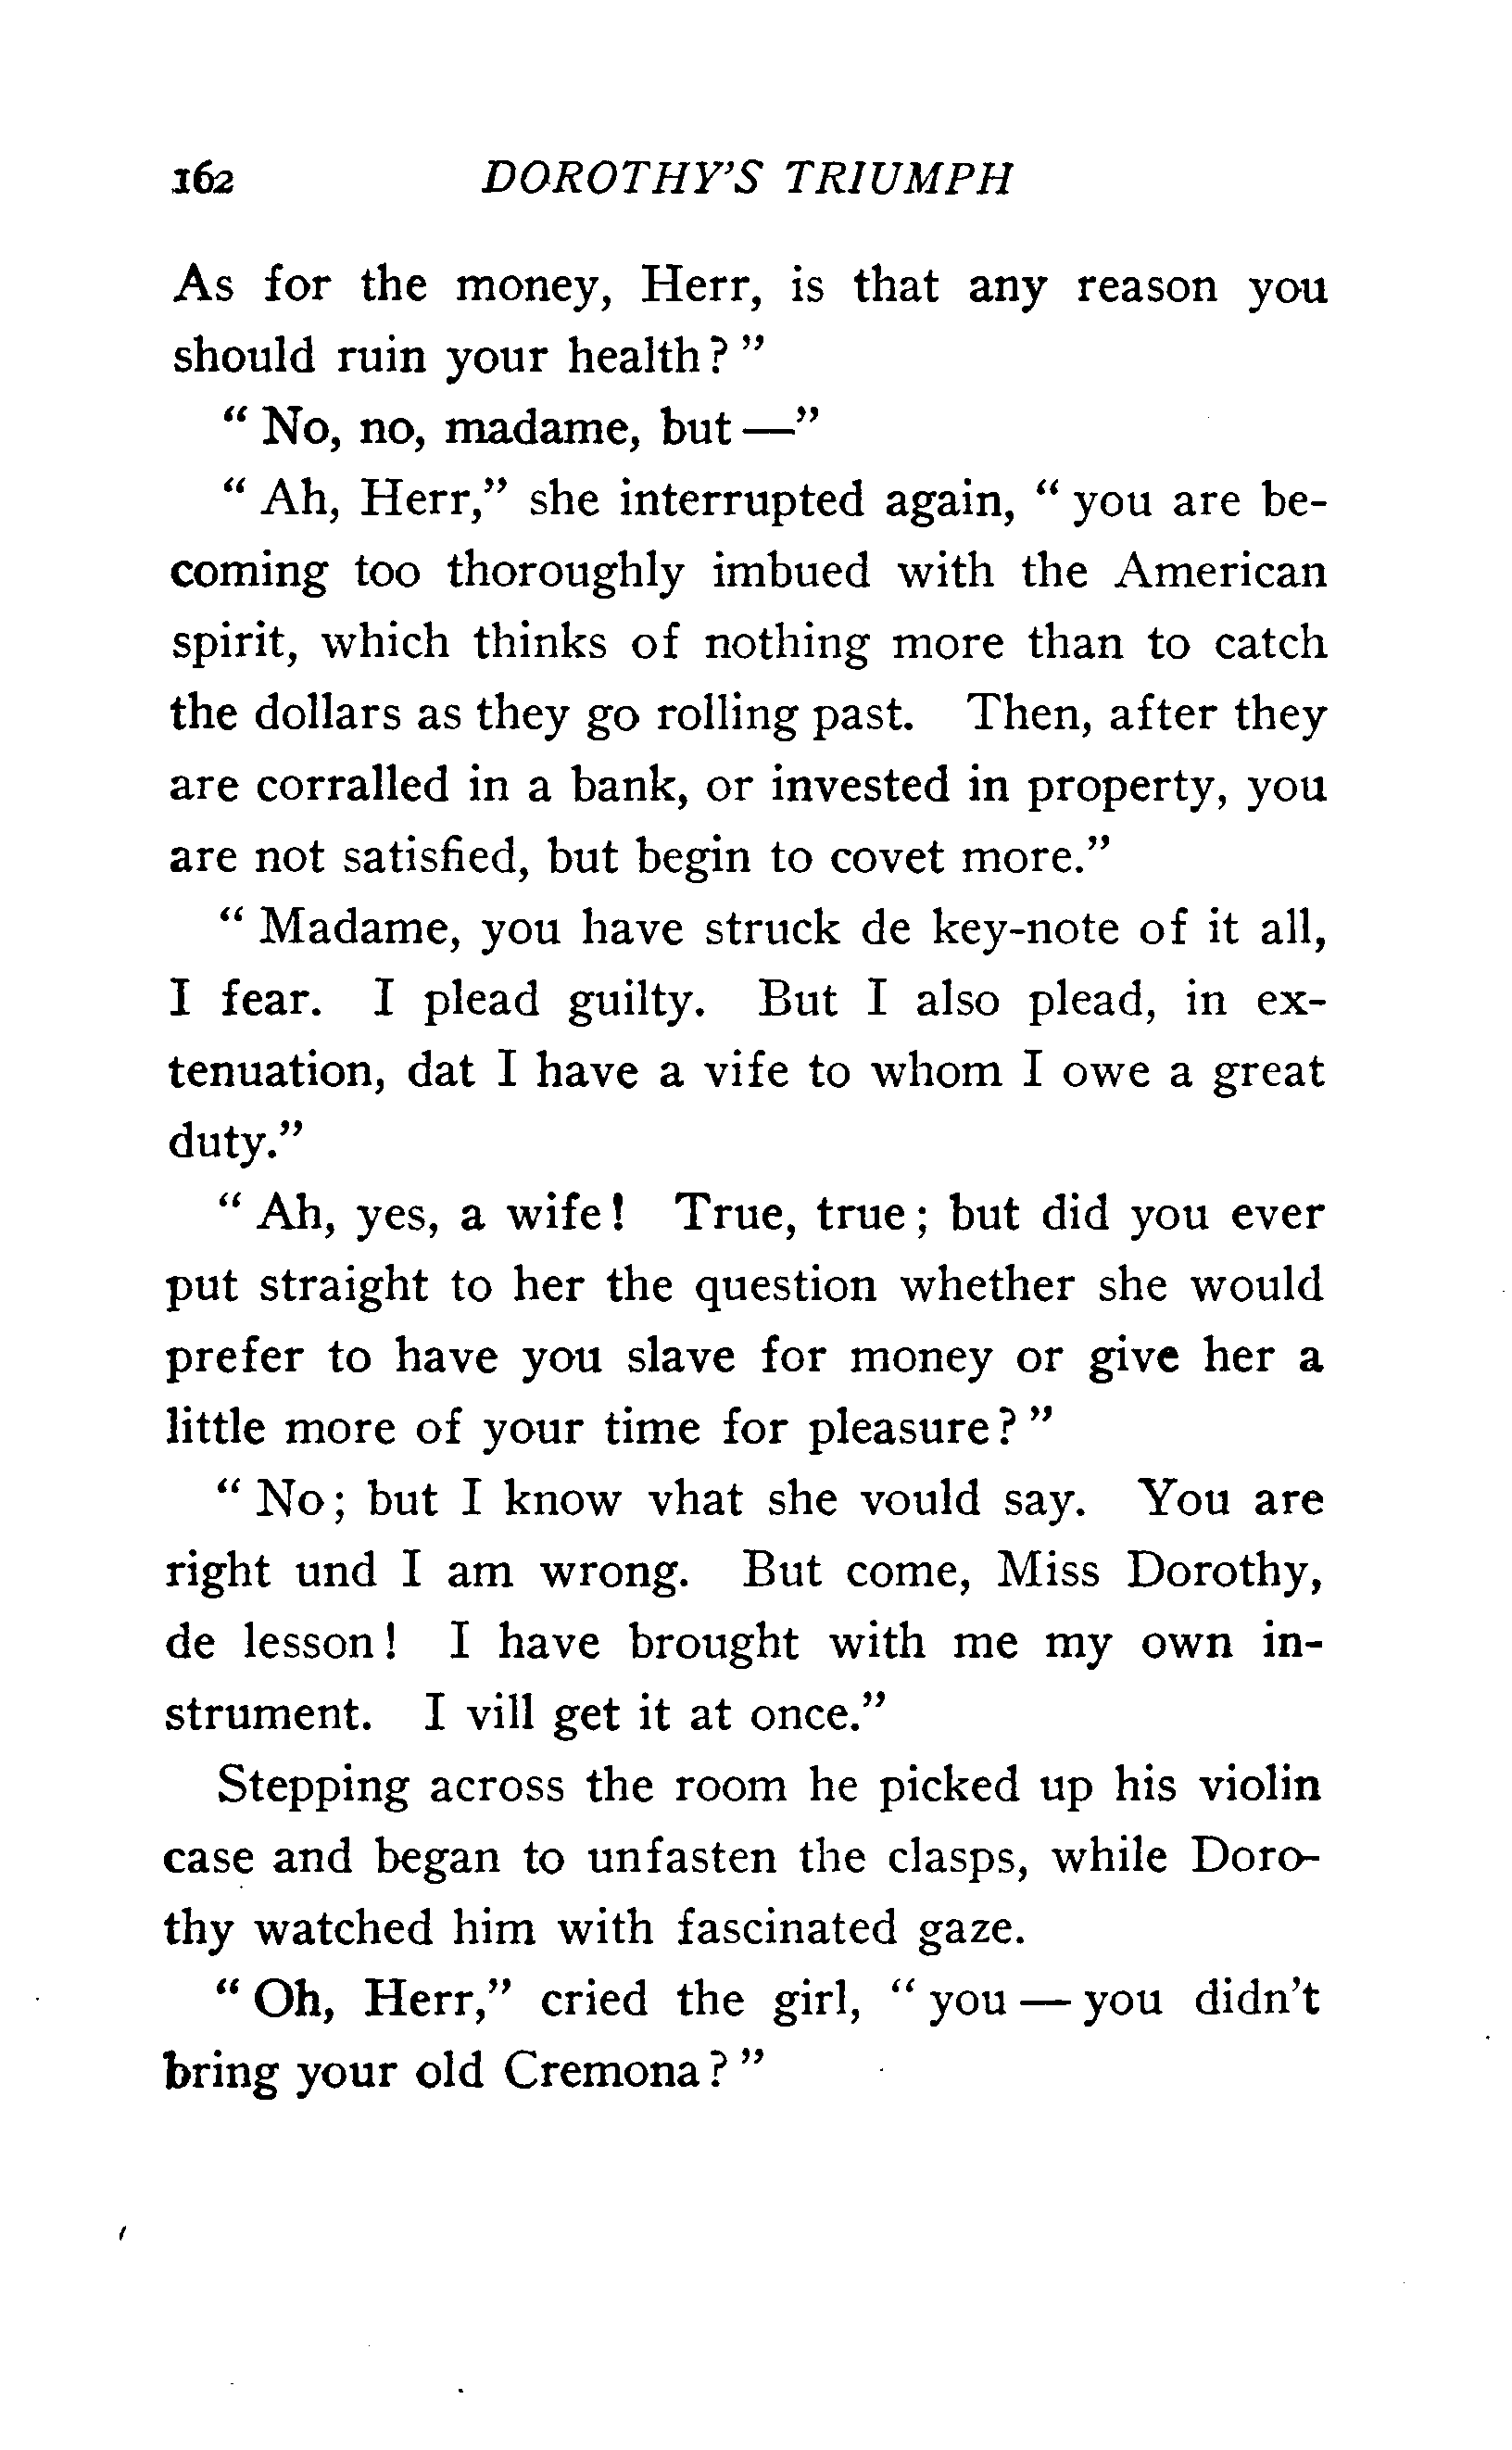 162 DOROTHY'S TRIUMPH
As for the money, Herr, is that any reason you
should ruin your health? "
" No, no, madame, but —"
" Ah, Herr," she interrupted again, " you are be-
coming too thoroughly imbued with the American
spirit, which thinks of nothing more than to catch
the dollars as they go rolling past. Then, after they
are corralled in a bank, or invested in property, you
are not satisfied, but begin to covet more."
" Madame, you have struck de key-note of it all,
I fear. I plead guilty. But I also plead, in ex-
tenuation, dat I have a vife to whom I owe a great
duty."
" Ah, yes, a wife! True, true; but did you ever
put straight to her the question whether she would
prefer to have you slave for money or give her a
little more of your time for pleasure? "
" No; but I know vhat she vould say. You are
right und I am wrong. But come, Miss Dorothy,
de lesson! I have brought with me my own in-
strument. I vill get it at once."
Stepping across the room he picked up his violin
case and began to unfasten the clasps, while Doro-
thy watched him with fascinated gaze.
" Oh, Herr," cried the girl, " you — you didn't
bring your old Cremona? "